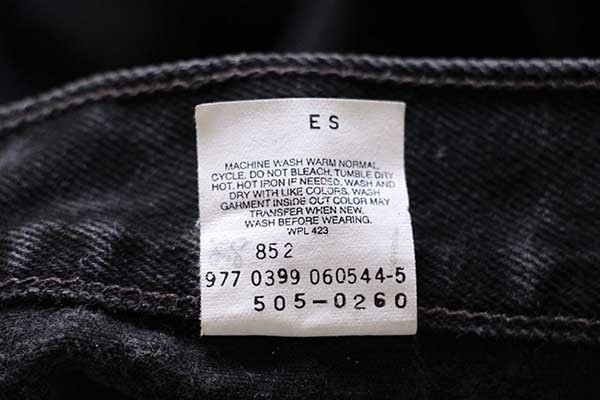 ES
MACHINE WASH WARM NORMAL
CYCLE. DO NOT BLEACH. TUMBLE DRY
HOT. HOT IRON IF NEEDED. WASH AND
DRY WITH LIKE COLORS. WASH
GARMENT INSIDE OUT COLOR MAY
TRANSFER WHEN NEW.
WASH BEFORE WEARING.
WPL 423
852
977 0399 060544-5
505-0260